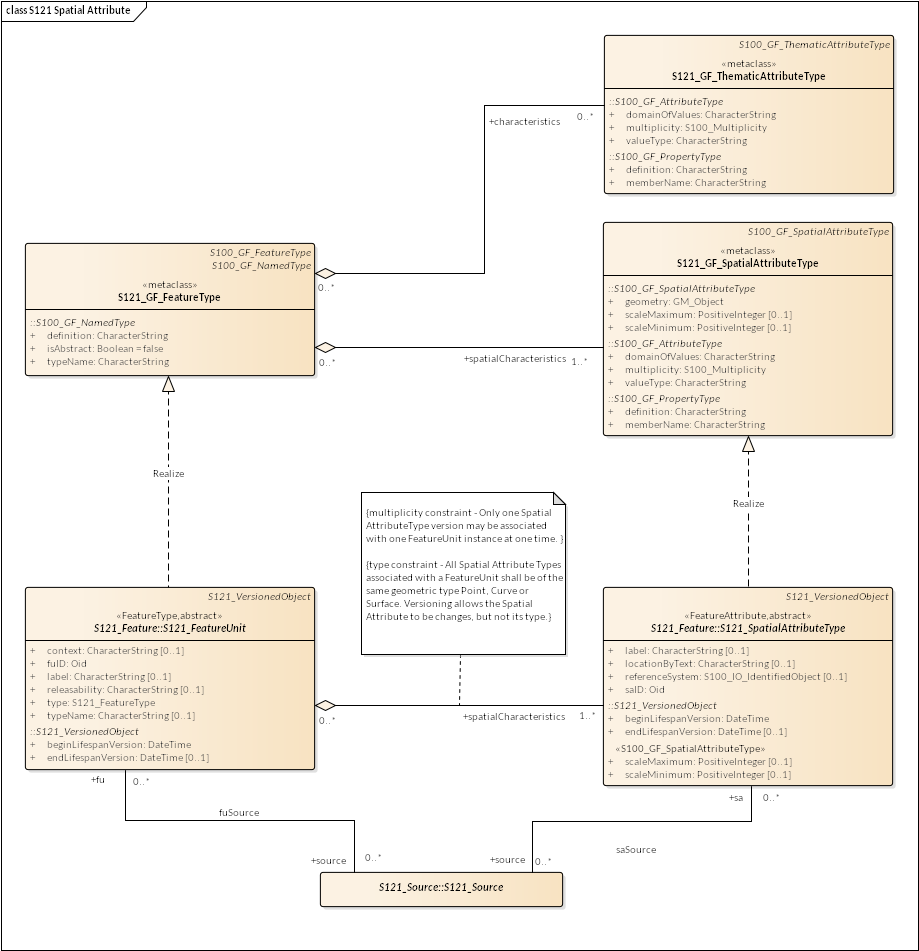 class S121 Spatial Attribute
S100_GF_ThematicAttributeType
«metaclass»
S121_GF_ThematicAttributeType
::S100_GF_AttributeType
+ domainOfValues: CharacterString
+ multiplicity: S100_Multiplicity
+ valueType: CharacterString
::S100_GF_PropertyType
+ definition: CharacterString
+ memberName: CharacterString
+characteristics
0..*
S100_GF_SpatialAttributeType
«metaclass»
S121_GF_SpatialAttributeType
::S100_GF_SpatialAttributeType
+ geometry: GM_Object
+ scaleMaximum: PositiveInteger [0..1]
+ scaleMinimum: PositiveInteger [0..1]
::S100_GF_AttributeType
+ domainOfValues: CharacterString
+ multiplicity: S100_Multiplicity
+ valueType: CharacterString
::S100_GF_PropertyType
+ definition: CharacterString
+ memberName: CharacterString
S100_GF_FeatureType
S100_GF_NamedType
«metaclass»
S121_GF_FeatureType
::S100_GF_NamedType
+ definition: CharacterString
+ isAbstract: Boolean = false
+ typeName: CharacterString
0..*
0..*
+spatialCharacteristics
1..*
Realize
Realize
{multiplicity constraint - Only one Spatial
AttributeType version may be associated
with one FeatureUnit instance at one time. }
{type constraint - All Spatial Attribute Types
associated with a FeatureUnit shall be of the
same geometric type Point, Curve or
Surface. Versioning allows the Spatial
Attribute to be changes, but not its type.}
S121_VersionedObject
«FeatureType,abstract»
S121_Feature::S121_FeatureUnit
+ context: CharacterString [0..1]
+ fuID: Oid
+ label: CharacterString [0..1]
+ releasability: CharacterString [0..1]
+ type: S121_FeatureType
+ typeName: CharacterString [0..1]
::S121_VersionedObject
+ beginLifespanVersion: DateTime
+ endLifespanVersion: DateTime [0..1]
0..*
+spatialCharacteristics
1..*
S121_VersionedObject
«FeatureAttribute,abstract»
S121_Feature::S121_SpatialAttributeType
+ label: CharacterString [0..1]
+ locationByText: CharacterString [0..1]
+ referenceSystem: S100_IO_IdentifiedObject [0..1]
+ saID: Oid
::S121_VersionedObject
+ beginLifespanVersion: DateTime
+ endLifespanVersion: DateTime [0..1]
«S100_GF_SpatialAttributeType»
+ scaleMaximum: PositiveInteger [0..1]
+ scaleMinimum: PositiveInteger [0..1]
+fu
0..*
fuSource
+source
0..*
+sa
0..*
saSource
+source
0..*
S121_Source::S121_Source